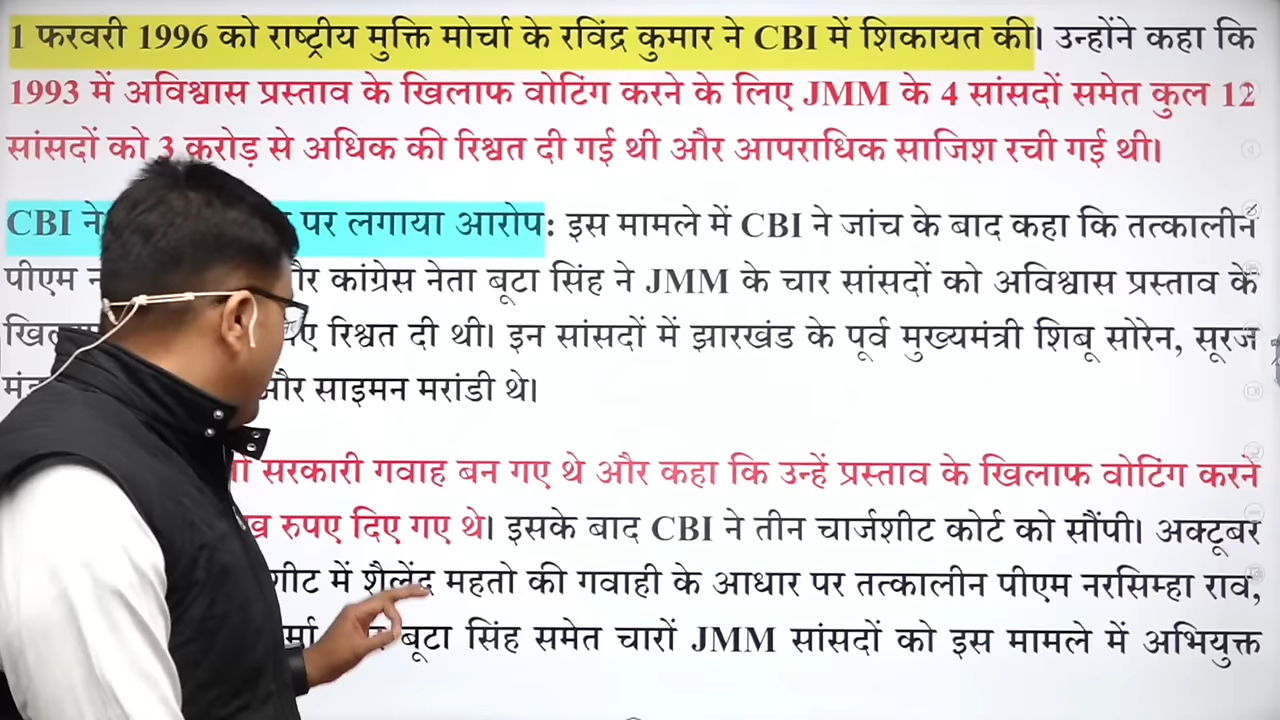 1 फरवरी 1996 को राष्ट्रीय मुक्ति मोर्चा के रविंद्र कुमार ने CBI में शिकायत की। उन्होंने कहा कि
1993 में अविश्वास प्रस्ताव के खिलाफ वोटिंग करने के लिए JMM के 4 सांसदों समेत कुल 12
सांसदों को 3 करोड़ से अधिक की रिश्वत दी गई थी और आपराधिक साजिश रची गई थी।
CBI ने पर लगाया आरोप: इस मामले में CBI ने जांच के बाद कहा कि तत्कालीन
पीएम और कांग्रेस नेता बूटा सिंह ने JMM के चार सांसदों को अविश्वास प्रस्ताव के
रिश्वत दी थी। इन सांसदों में झारखंड के पूर्व मुख्यमंत्री शिबू सोरेन, सूरज
और साइमन मरांडी थे।
सरकारी गवाह बन गए थे और कहा कि उन्हें प्रस्ताव के खिलाफ वोटिंग करने
रुपए दिए गए थे। इसके बाद CBI ने तीन चार्जशीट कोर्ट को सौंपी। अक्टूबर
में शैलेंद्र महतो की गवाही के आधार पर तत्कालीन पीएम नरसिम्हा राव,
बूटा सिंह समेत चारों JMM सांसदों को इस मामले में अभियुक्त